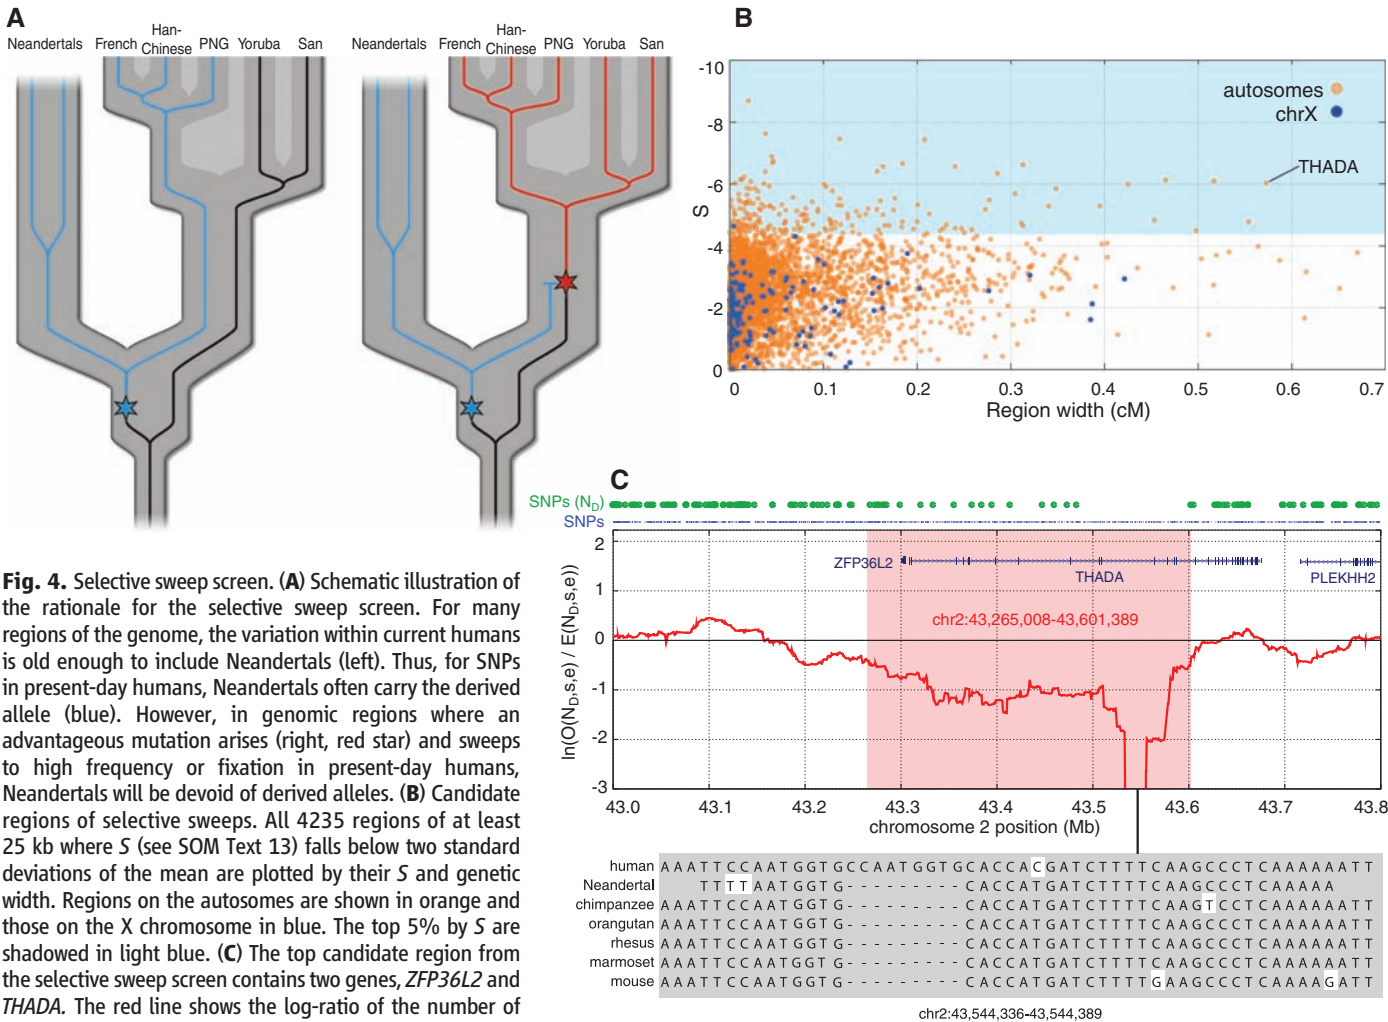 A
Neandertals French Han-Chinese PNG Yoruba San
Neandertals French Han-Chinese PNG Yoruba San
B
-10
-8
-6
-4
-2
0
S
autosomes
chrX
THADA
0 0.1 0.2 0.3 0.4 0.5 0.6 0.7
Region width (cM)
Fig. 4. Selective sweep screen. (A) Schematic illustration of
the rationale for the selective sweep screen. For many
regions of the genome, the variation within current humans
is old enough to include Neandertals (left). Thus, for SNPs
in present-day humans, Neandertals often carry the derived
allele (blue). However, in genomic regions where an
advantageous mutation arises (right, red star) and sweeps
to high frequency or fixation in present-day humans,
Neandertals will be devoid of derived alleles. (B) Candidate
regions of selective sweeps. All 4235 regions of at least
25 kb where S (see SOM Text 13) falls below two standard
deviations of the mean are plotted by their S and genetic
width. Regions on the autosomes are shown in orange and
those on the X chromosome in blue. The top 5% by S are
shadowed in light blue. (C) The top candidate region from
the selective sweep screen contains two genes, ZFP36L2 and
THADA. The red line shows the log-ratio of the number of
C
SNPs (ND)
SNPs
2
1
0
-1
-2
-3
ln(O(ND,s,e) / E(ND,s,e))
ZFP36L2
THADA
PLEKHH2
chr2:43,265,008-43,601,389
43.0 43.1 43.2 43.3 43.4 43.5 43.6 43.7 43.8
chromosome 2 position (Mb)
human AAATTCCAATGGTGCCAATGGTGCACCACGATCTTTTCAAGCCCTCAAAAAATT
Neandertal TTTTAATGGTG---------CACCATGATCTTTTCAAGCCCTCAAAAA
chimpanzee AAATTCCAATGGTG---------CACCATGATCTTTTCAAGTCCTCAAAAAATT
orangutan AAATTCCAATGGTG---------CACCATGATCTTTTCAAGCCCTCAAAAAATT
rhesus AAATTCCAATGGTG---------CACCATGATCTTTTCAAGCCCTCAAAAAATT
marmoset AAATTCCAATGGTG---------CACCATGATCTTTTCAAGCCCTCAAAAAATT
mouse AAATTCCAATGGTG---------CACCATGATCTTTTGAAGCCCTCAAAAGATT
chr2:43,544,336-43,544,389